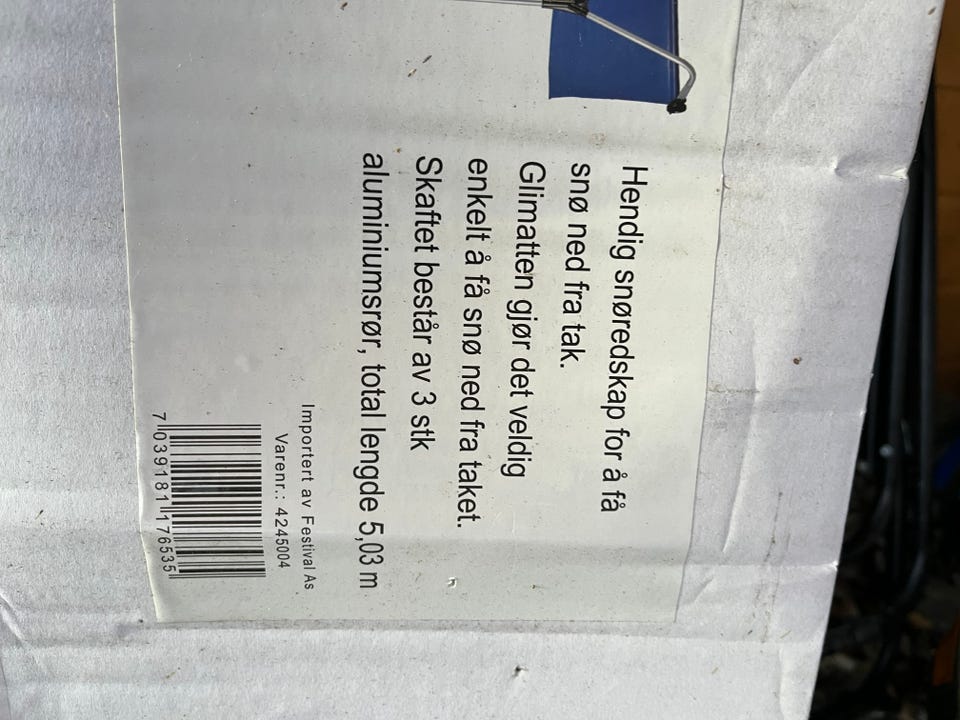 Hendig snøredskap for å få
snø ned fra tak.
Glimatten gjør det veldig
enkelt å få snø ned fra taket.
Skaftet består av 3 stk
aluminiumsrør, total lengde 5,03 m
Importert av Festival As
Varenr.: 4245004
7 039181 176535